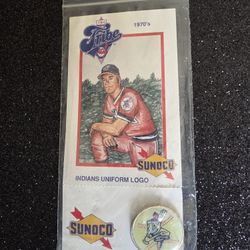 Tribe
1970's
SUNOCO
INDIANS UNIFORM LOGO
SUNOCO